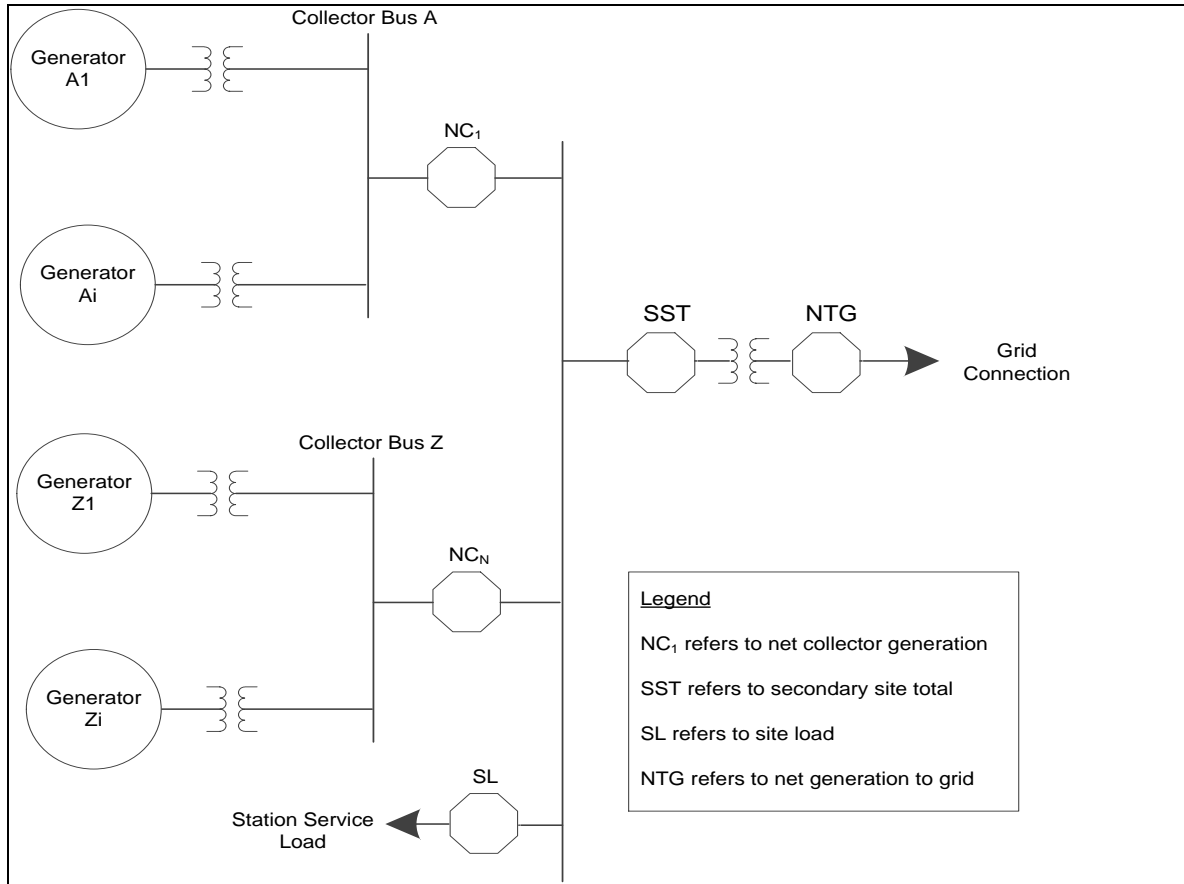 Collector Bus A
Generator
A1
NC₁
Generator
Ai
SST
NTG
Grid
Connection
Collector Bus Z
Generator
Z1
NC_N
Legend
NC₁ refers to net collector generation
SST refers to secondary site total
SL refers to site load
NTG refers to net generation to grid
Generator
Zi
SL
Station Service
Load